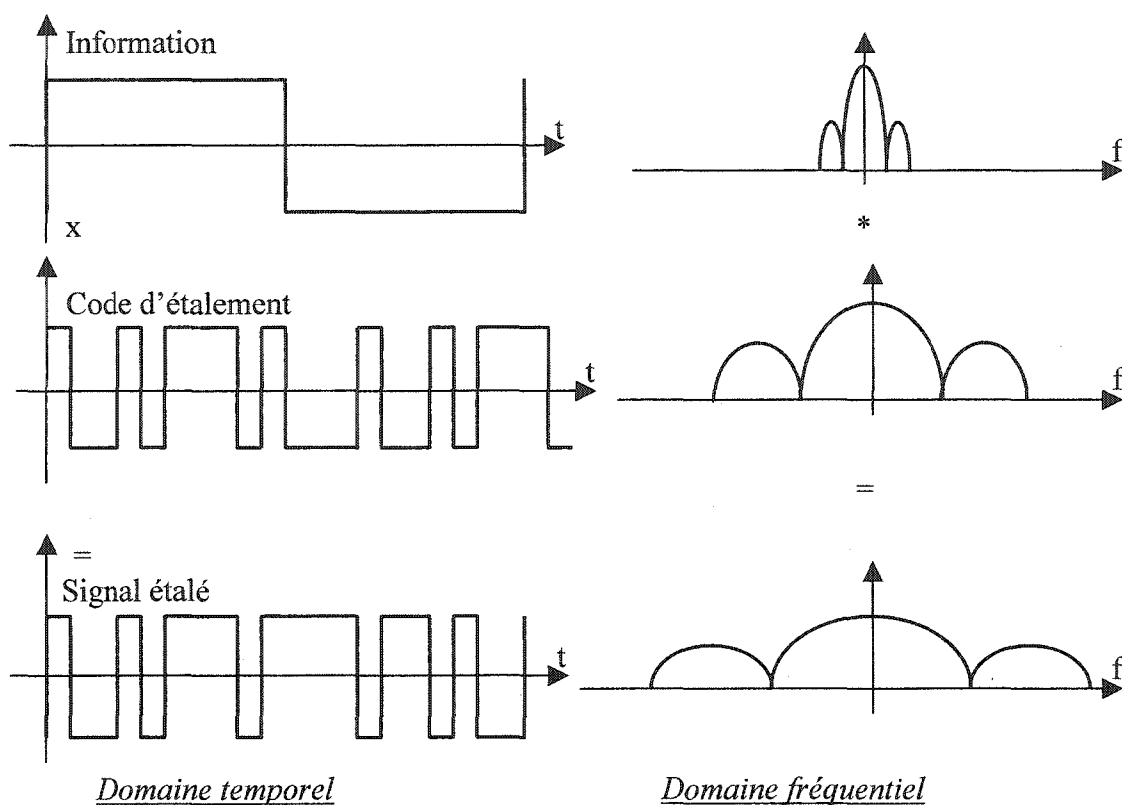 Information
t
f
x
*
Code d'étalement
t
f
=
=
Signal étalé
t
f
Domaine temporel
Domaine fréquentiel